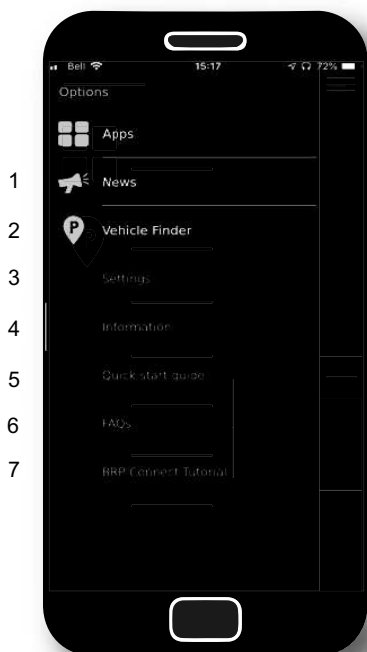 Bell 15:17 72%
Options
Apps
1 News
2 P Vehicle Finder
3 Settings
4 Information
5 Quick start guide
6 FAQs
7 BRP Connect Tutorial